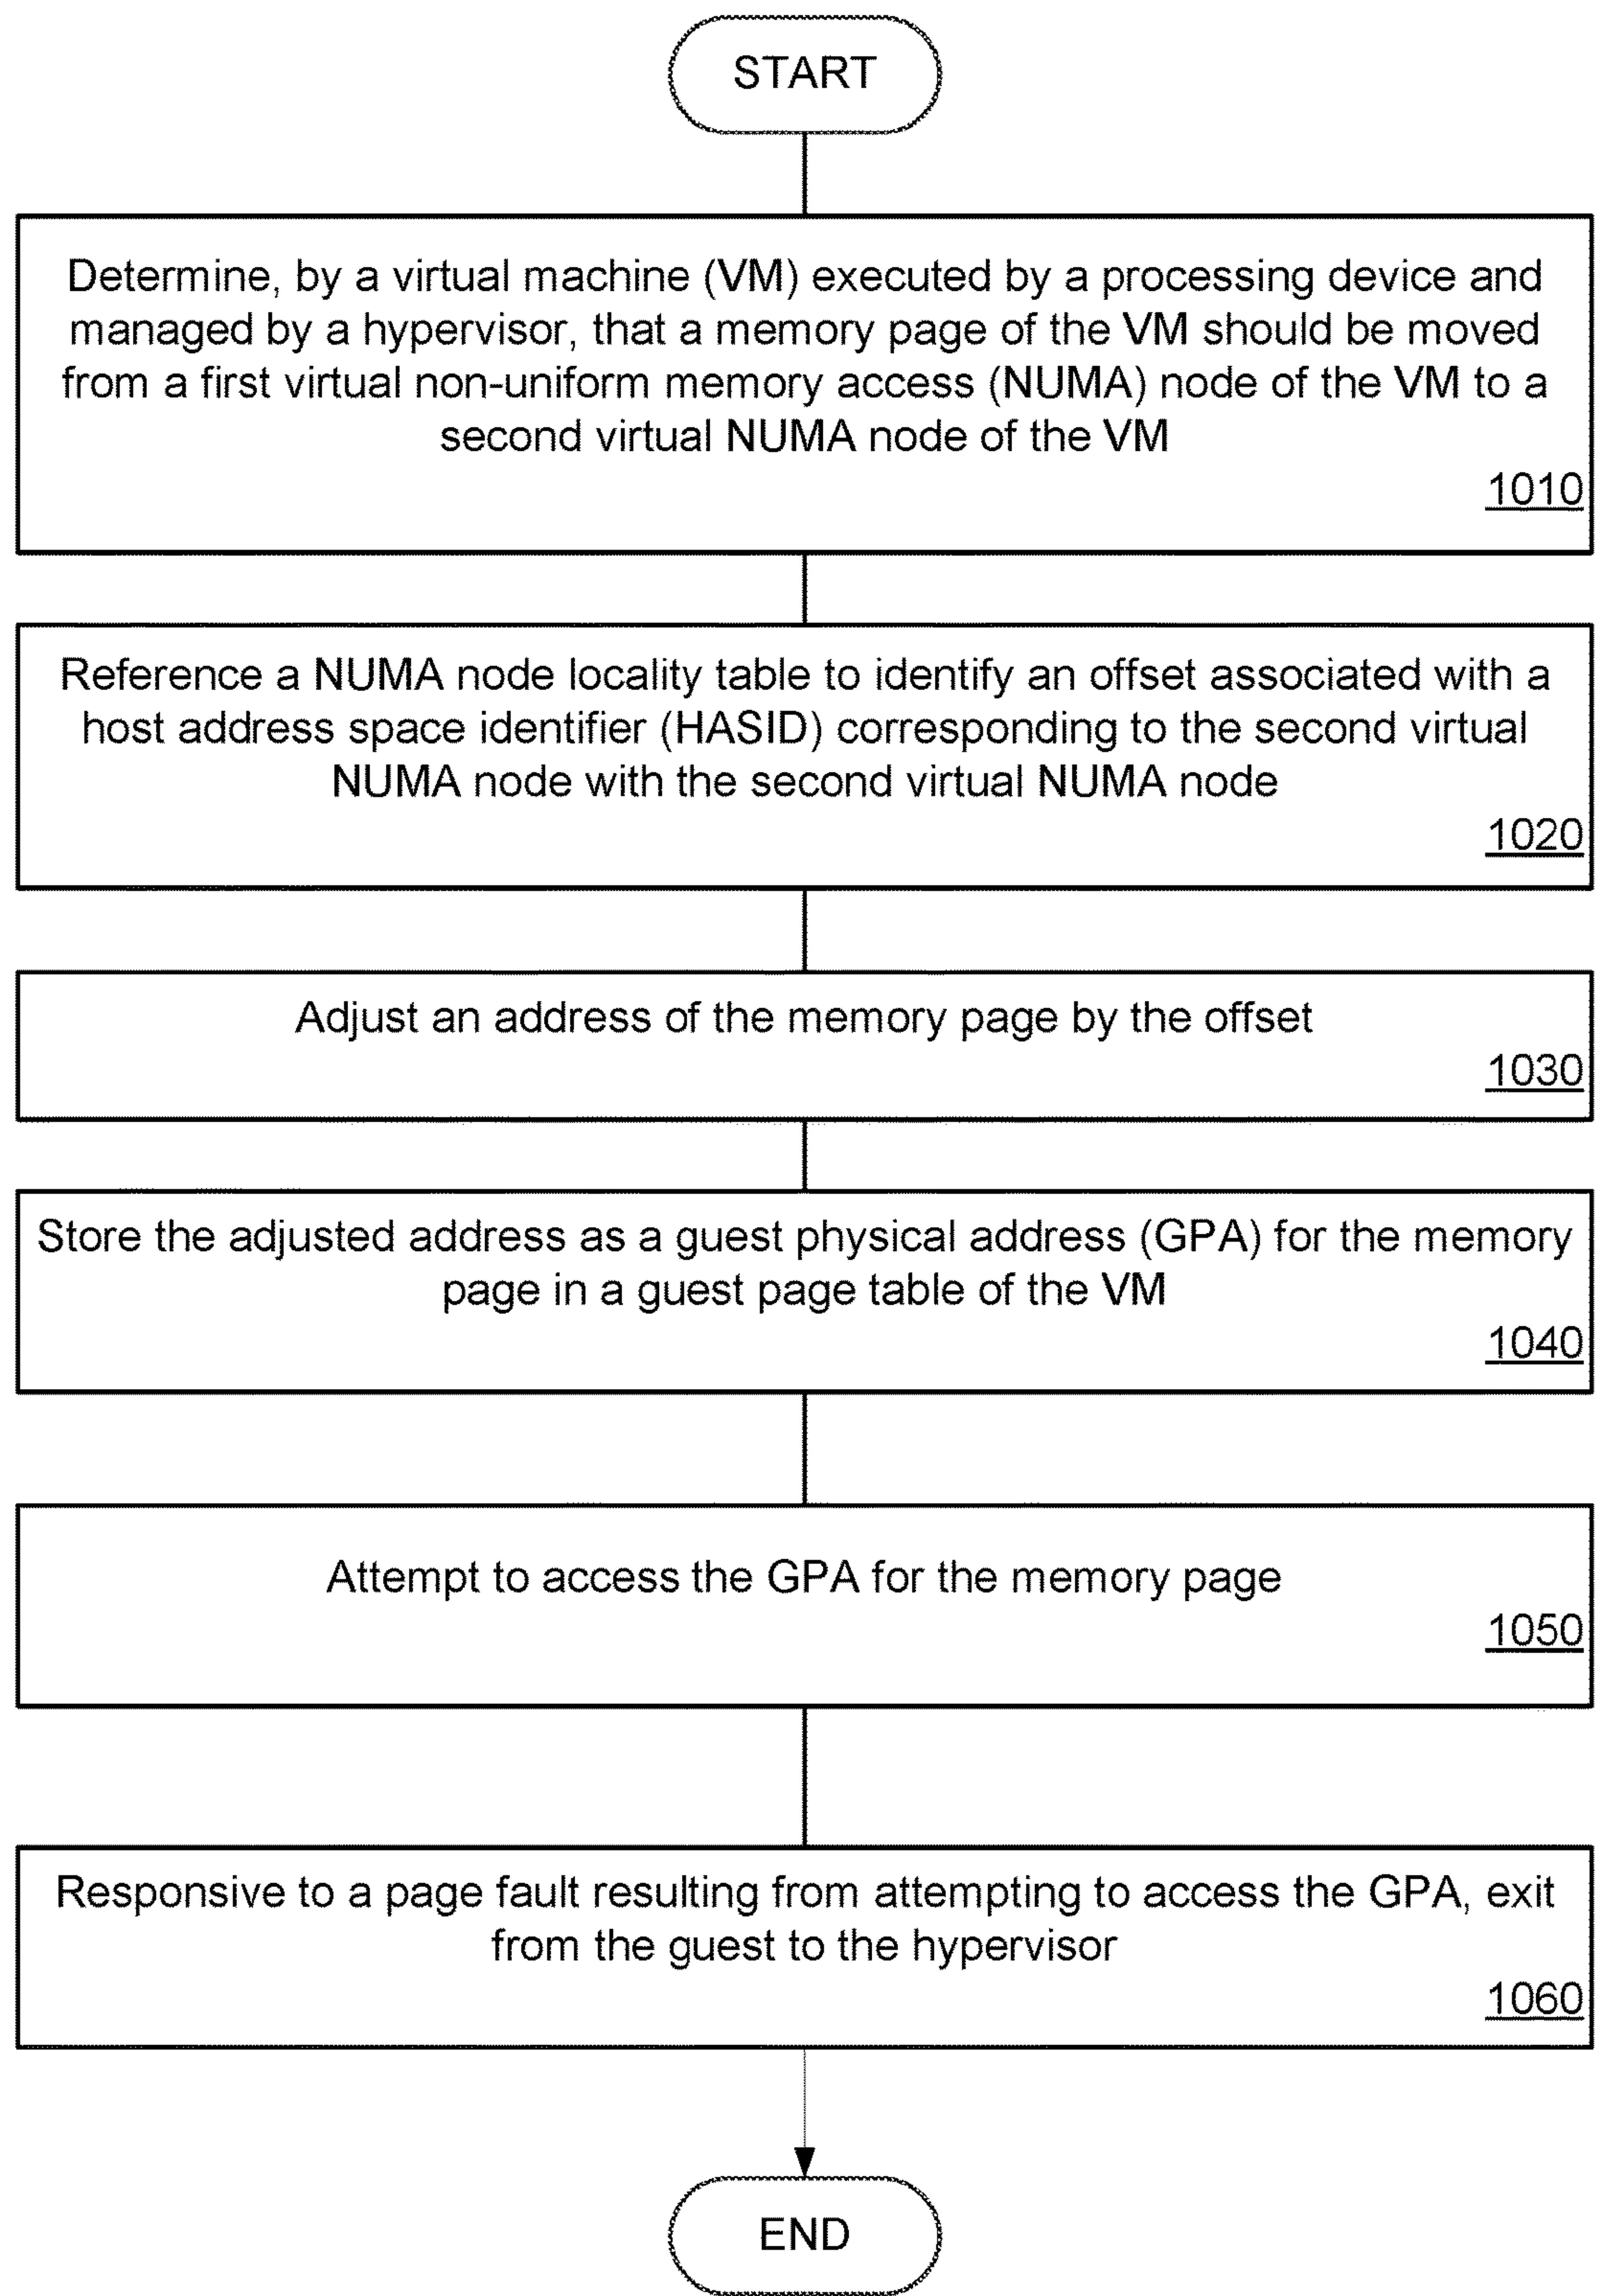 START
Determine, by a virtual machine (VM) executed by a processing device and
managed by a hypervisor, that a memory page of the VM should be moved
from a first virtual non-uniform memory access (NUMA) node of the VM to a
second virtual NUMA node of the VM
1010
Reference a NUMA node locality table to identify an offset associated with a
host address space identifier (HASID) corresponding to the second virtual
NUMA node with the second virtual NUMA node
1020
Adjust an address of the memory page by the offset
1030
Store the adjusted address as a guest physical address (GPA) for the memory
page in a guest page table of the VM
1040
Attempt to access the GPA for the memory page
1050
Responsive to a page fault resulting from attempting to access the GPA, exit
from the guest to the hypervisor
1060
END